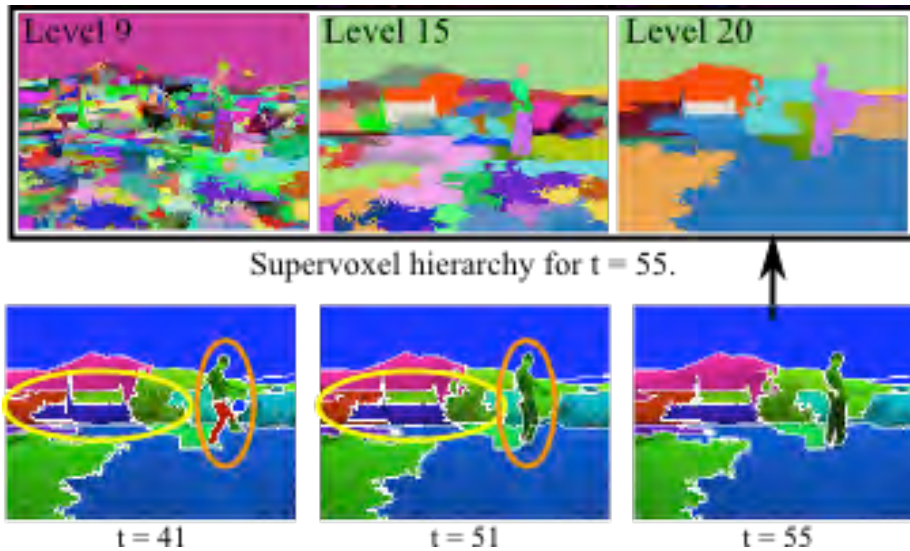 Level 9
Level 15
Level 20
Supervoxel hierarchy for t = 55.
t = 41
t = 51
t = 55